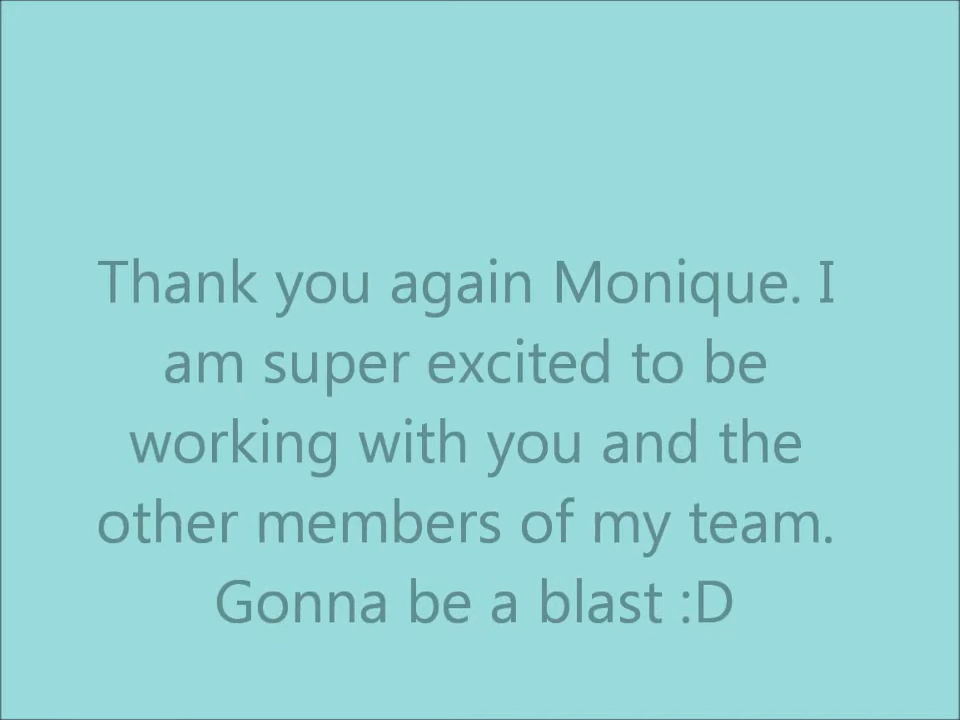 Thank you again Monique. I
am super excited to be
working with you and the
other members of my team.
Gonna be a blast :D